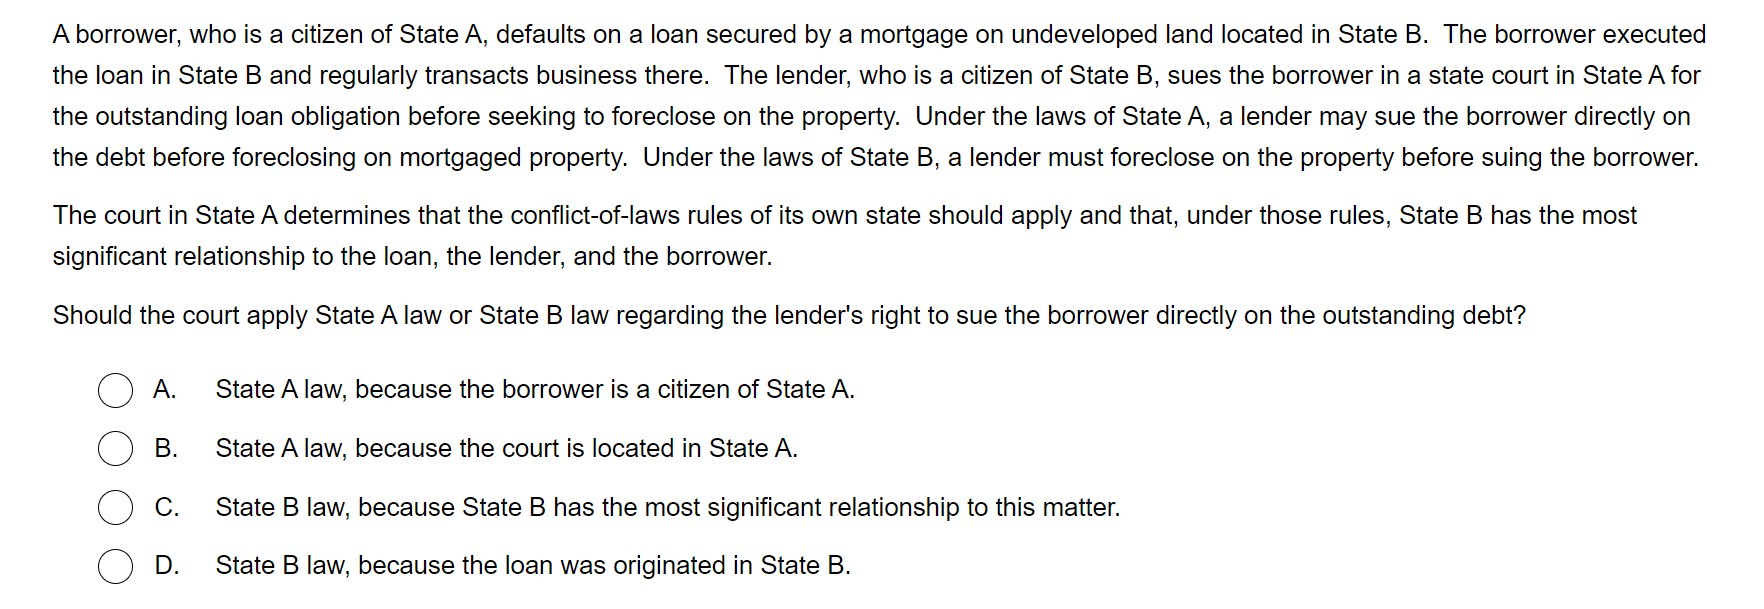 A borrower, who is a citizen of State A, defaults on a loan secured by a mortgage on undeveloped land located in State B.  The borrower executed
the loan in State B and regularly transacts business there.  The lender, who is a citizen of State B, sues the borrower in a state court in State A for
the outstanding loan obligation before seeking to foreclose on the property.  Under the laws of State A, a lender may sue the borrower directly on
the debt before foreclosing on mortgaged property.  Under the laws of State B, a lender must foreclose on the property before suing the borrower.
The court in State A determines that the conflict-of-laws rules of its own state should apply and that, under those rules, State B has the most
significant relationship to the loan, the lender, and the borrower.
Should the court apply State A law or State B law regarding the lender's right to sue the borrower directly on the outstanding debt?
A. State A law, because the borrower is a citizen of State A.
B. State A law, because the court is located in State A.
C. State B law, because State B has the most significant relationship to this matter.
D. State B law, because the loan was originated in State B.